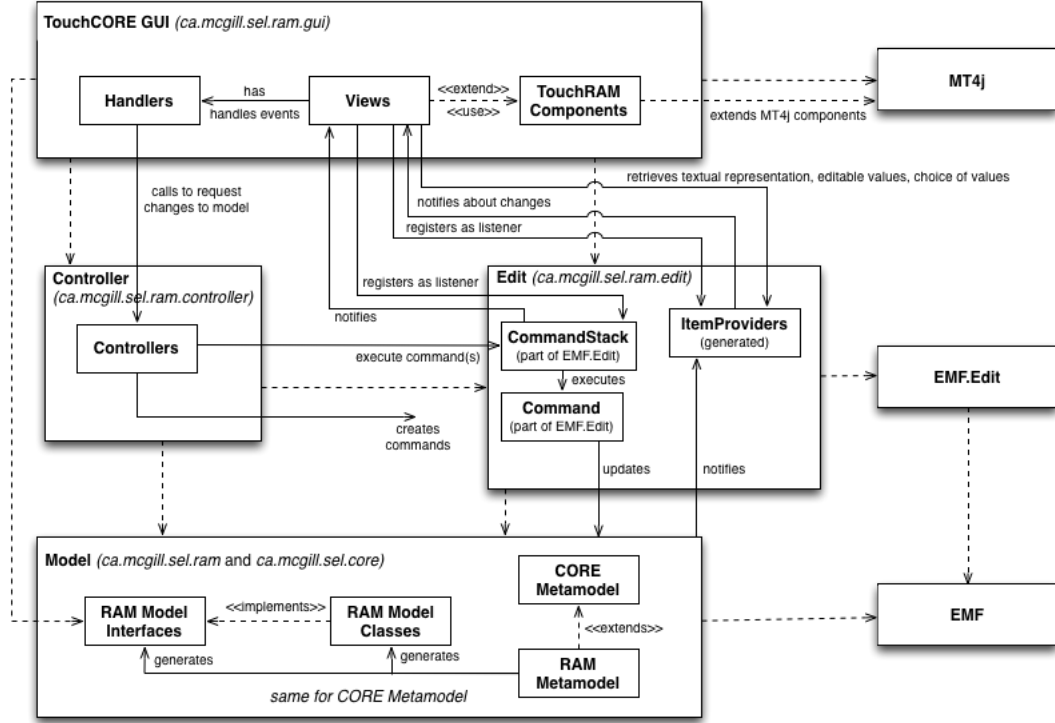 TouchCORE GUI (ca.mcgill.sel.ram.gui)
Handlers
has
handles events
Views
<<extend>>
<<use>>
TouchRAM
Components
extends MT4j components
MT4j
calls to request
changes to model
retrieves textual representation, editable values, choice of values
notifies about changes
registers as listener
Controller
(ca.mcgill.sel.ram.controller)
registers as listener
notifies
Edit (ca.mcgill.sel.ram.edit)
Controllers
execute command(s)
CommandStack
(part of EMF.Edit)
ItemProviders
(generated)
executes
Command
(part of EMF.Edit)
creates
commands
EMF.Edit
updates
notifies
Model (ca.mcgill.sel.ram and ca.mcgill.sel.core)
CORE
Metamodel
RAM Model
Interfaces
<<implements>>
RAM Model
Classes
<<extends>>
generates
generates
RAM
Metamodel
same for CORE Metamodel
EMF